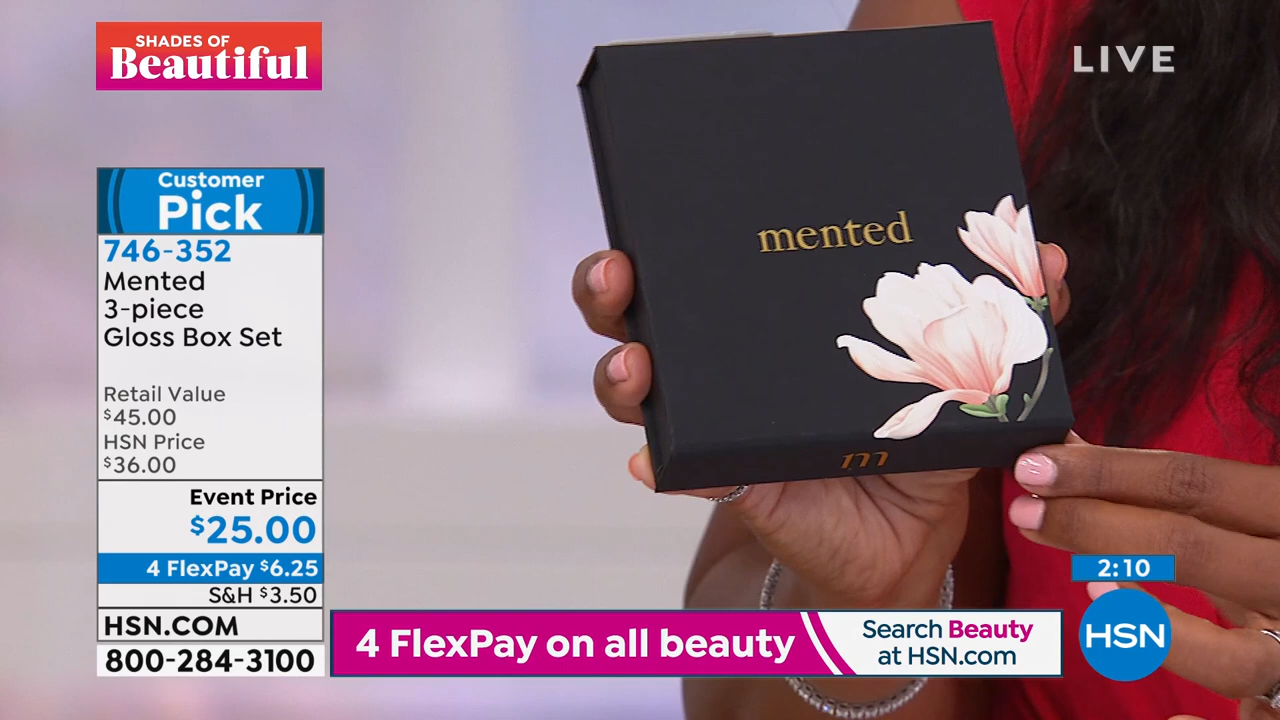 SHADES OF
Beautiful
LIVE
Customer
Pick
746-352
Mented
3-piece
Gloss Box Set
Retail Value
$45.00
HSN Price
$36.00
Event Price
$25.00
4 FlexPay $6.25
S&H $3.50
HSN.COM
800-284-3100
mented
m
2:10
4 FlexPay on all beauty
Search Beauty
at HSN.com
HSN